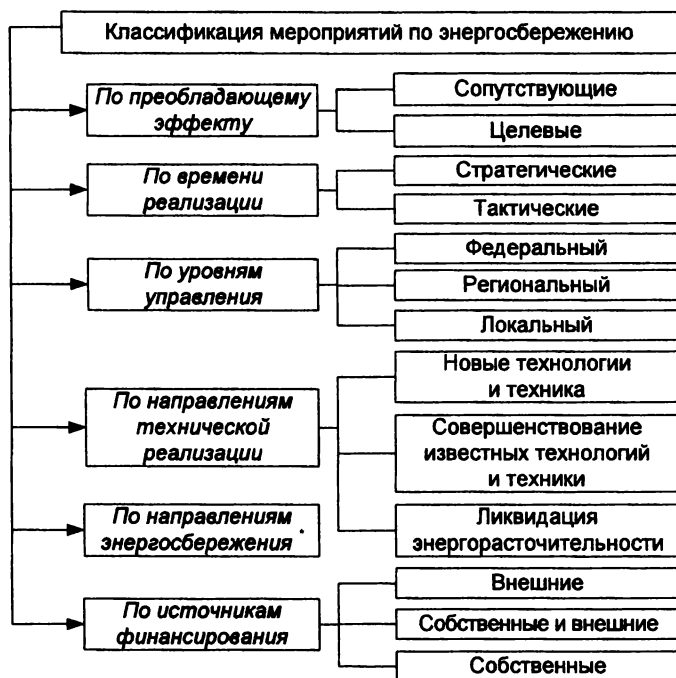 Классификация мероприятий по энергосбережению
По преобладающему
эффекту
Сопутствующие
Целевые
По времени
реализации
Стратегические
Тактические
По уровням
управления
Федеральный
Региональный
Локальный
По направлениям
технической
реализации
Новые технологии
и техника
Совершенствование
известных технологий
и техники
Ликвидация
энергорасточительности
По направлениям
энергосбережения
По источникам
финансирования
Внешние
Собственные и внешние
Собственные